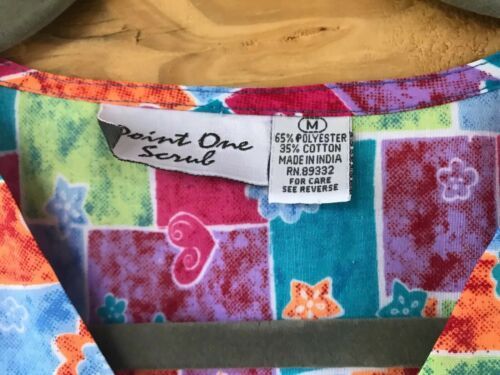 Point One
Scrub
M
65% POLYESTER
35% COTTON
MADE IN INDIA
RN.89332
FOR CARE
SEE REVERSE